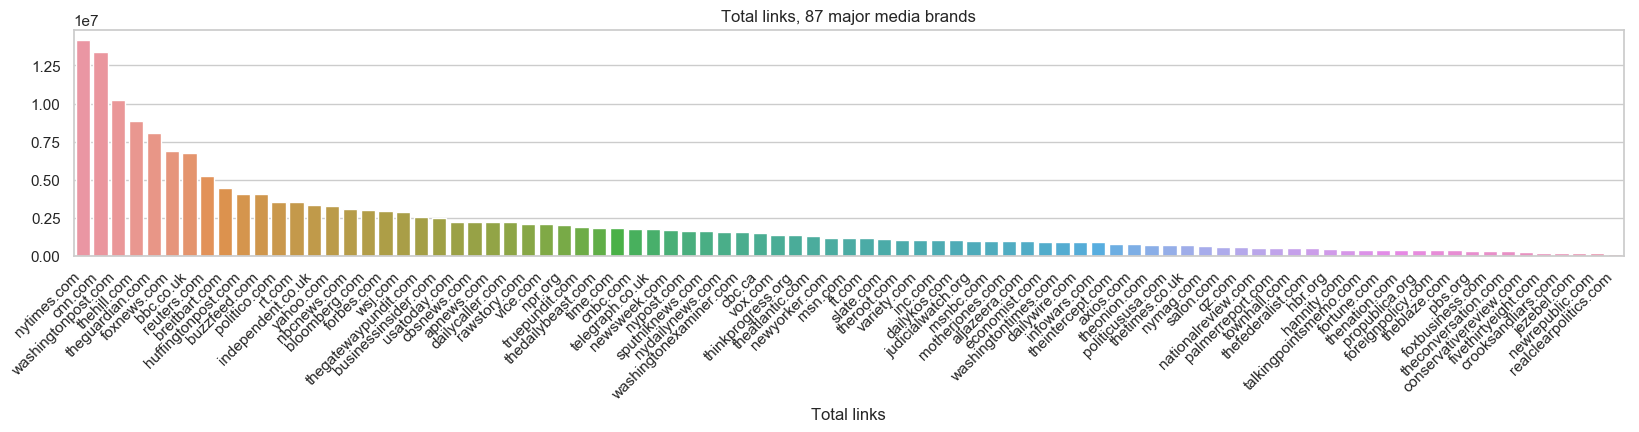 Total links, 87 major media brands
1e7
1.25
1.00
0.75
0.50
0.25
0.00
nytimes.com
cnn.com
washingtonpost.com
thehill.com
theguardian.com
foxnews.com
bbc.co.uk
reuters.com
breitbart.com
huffingtonpost.com
buzzfeed.com
politico.com
rt.com
independent.co.uk
yahoo.com
nbcnews.com
bloomberg.com
forbes.com
wsj.com
thegatewaypundit.com
businessinsider.com
usatoday.com
cbsnews.com
apnews.com
dailycaller.com
rawstory.com
vice.com
npr.org
truepundit.com
thedailybeast.com
time.com
cnbc.com
telegraph.co.uk
newsweek.com
nypost.com
sputniknews.com
nydailynews.com
washingtonexaminer.com
cbc.ca
vox.com
thinkprogress.org
theatlantic.com
newyorker.com
msn.com
ft.com
slate.com
theroot.com
variety.com
inc.com
dailykos.com
judicialwatch.org
msnbc.com
motherjones.com
aljazeera.com
economist.com
washingtontimes.com
dailywire.com
infowars.com
theintercept.com
axios.com
theonion.com
politicususa.com
thetimes.co.uk
nymag.com
salon.com
qz.com
nationalreview.com
palmerreport.com
townhall.com
thefederalist.com
hbr.org
hannity.com
talkingpointsmemo.com
fortune.com
thenation.com
propublica.org
foreignpolicy.com
theblaze.com
pbs.org
foxbusiness.com
theconversation.com
conservativereview.com
fivethirtyeight.com
crooksandliars.com
jezebel.com
newrepublic.com
realclearpolitics.com
Total links